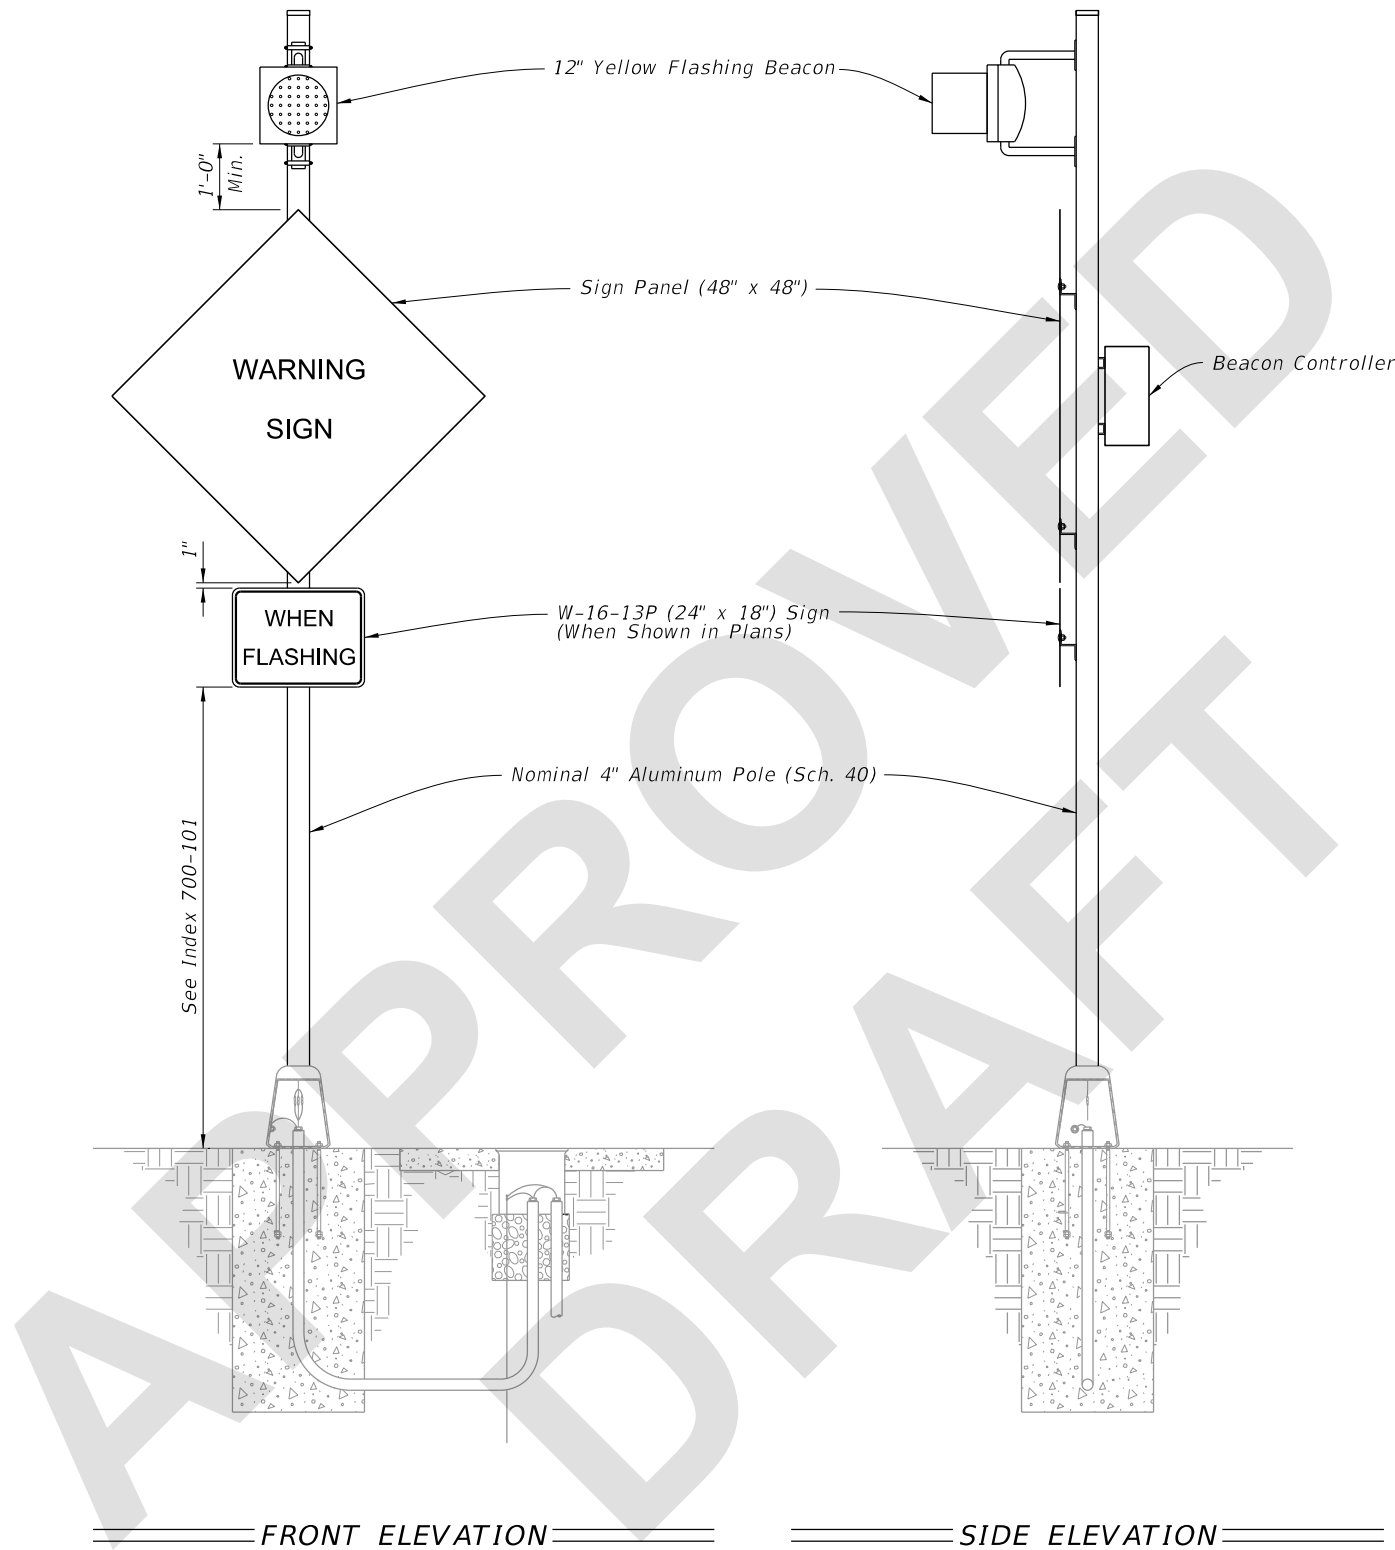 12" Yellow Flashing Beacon
1'-0"
Min.
Sign Panel (48" x 48")
WARNING
SIGN
Beacon Controller
1"
WHEN
FLASHING
W-16-13P (24" x 18") Sign
(When Shown in Plans)
Nominal 4" Aluminum Pole (Sch. 40)
See Index 700-101
APPROVED
DRAFT
FRONT ELEVATION
SIDE ELEVATION